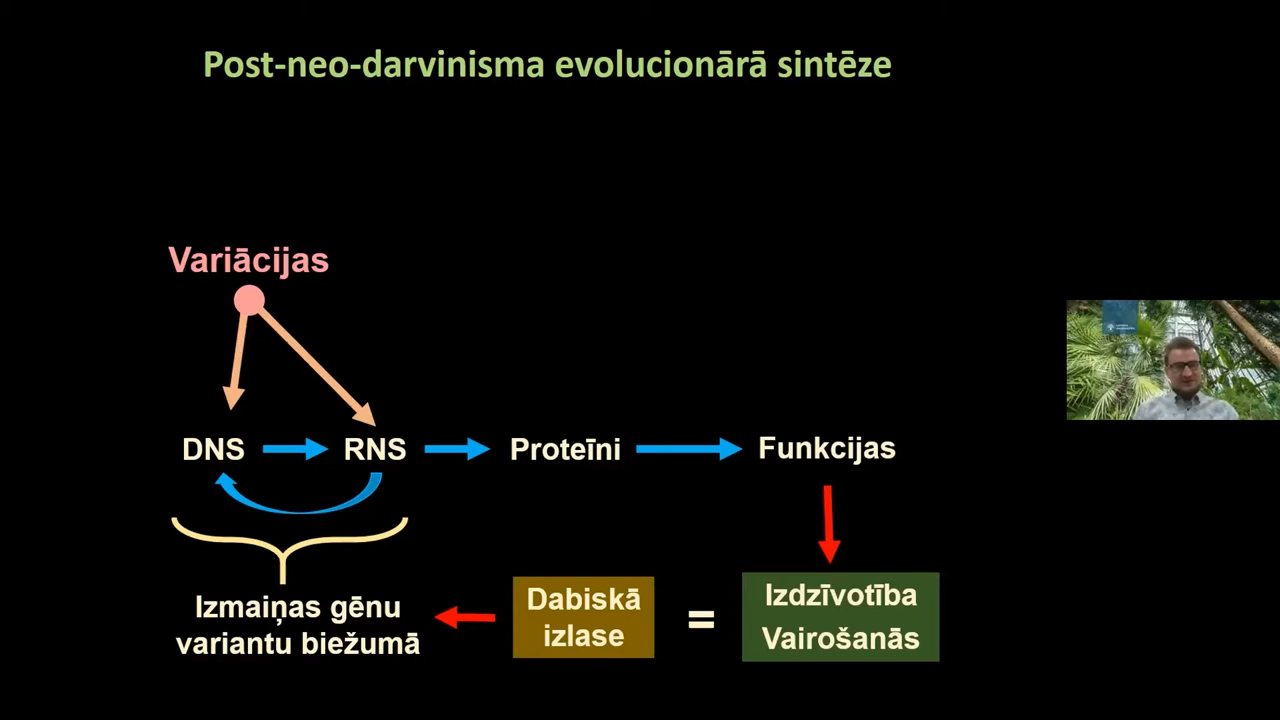 Post-neo-darvinisma evolucionārā sintēze
Variācijas
DNS
RNS
Proteīni
Funkcijas
Izmaiņas gēnu
variantu biežumā
Dabiskā
izlase
=
Izdzīvotība
Vairošanās